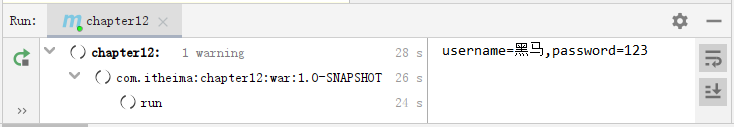 Run: chapter12
chapter12: 1 warning 28 s
com.itheima:chapter12:war:1.0-SNAPSHOT 26 s
run 24 s
username=黑马,password=123